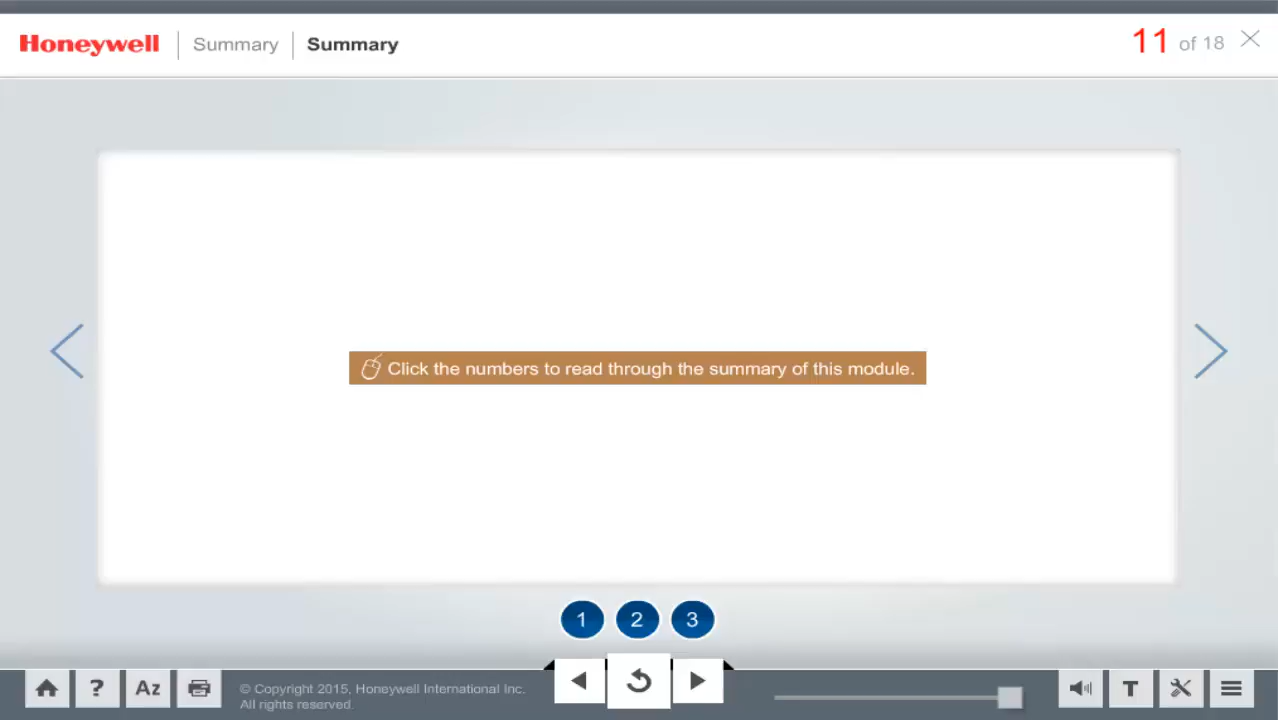 Honeywell
Summary
Summary
11 of 18
Click the numbers to read through the summary of this module.
1
2
3
?
Az
© Copyright 2015, Honeywell International Inc.
All rights reserved.
T